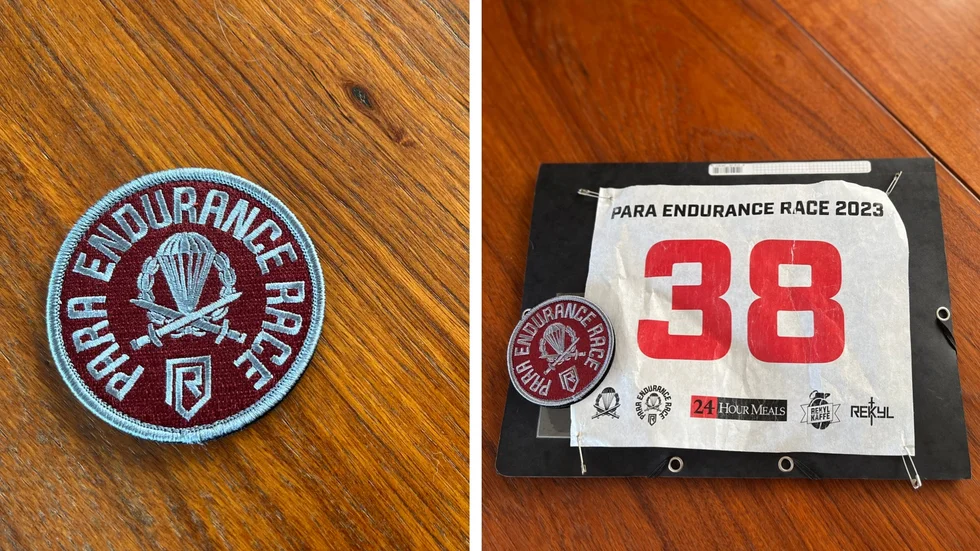 PARA ENDURANCE RACE
R
PARA ENDURANCE RACE 2023
38
PARA ENDURANCE RACE
R
PARA ENDURANCE RACE
24 HOUR MEALS
REKYL
KAFFE
REKYL